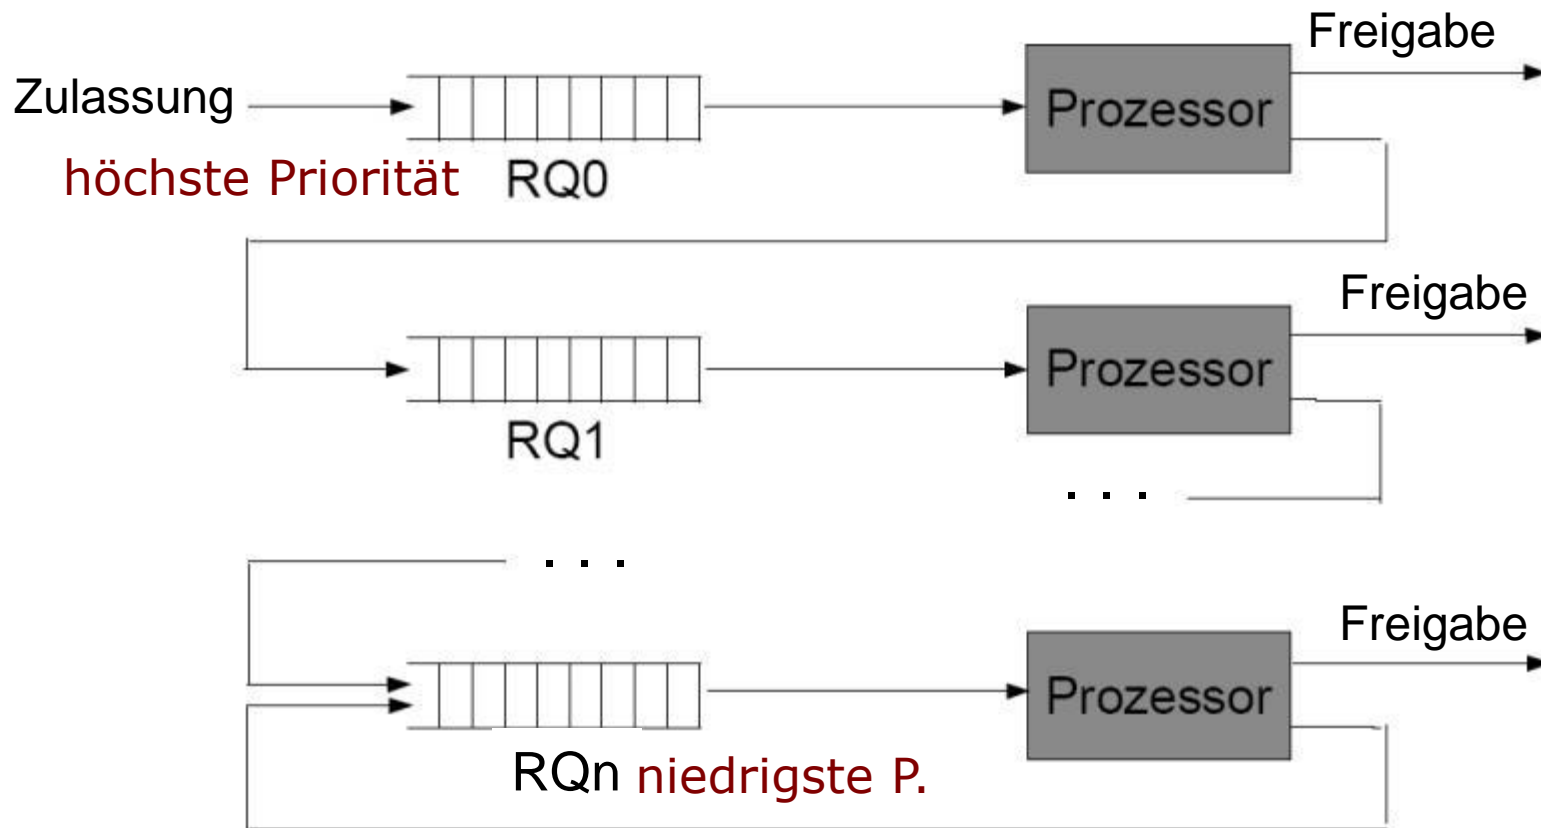 Freigabe
Zulassung
Prozessor
höchste Priorität RQ0
Freigabe
Prozessor
RQ1
. . .
. . .
Freigabe
Prozessor
RQn niedrigste P.